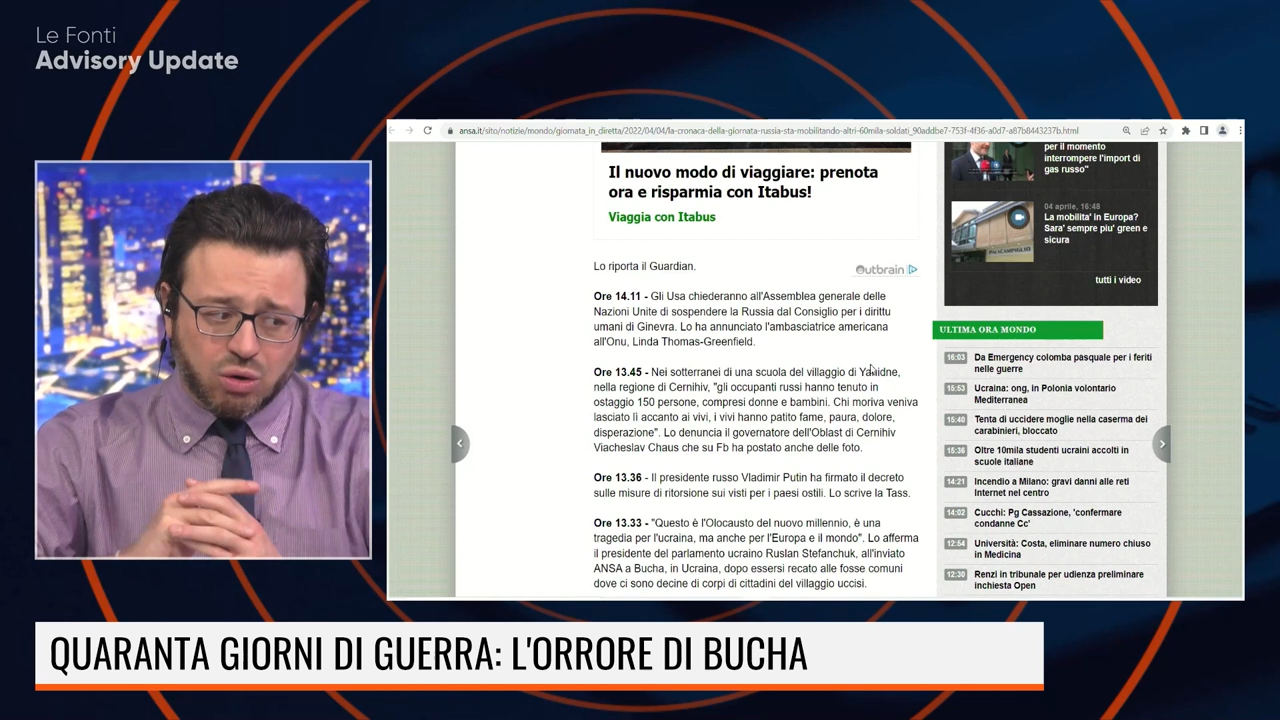 Le Fonti
Advisory Update
ansa.it/sito/notizie/mondo/giornata_in_diretta/2022/04/04/la-cronaca-della-giornata-russia-sta-mobilitando-altri-60mila-soldati_90addbe7-753f-4f36-a0d7-a87b8443237b.html
Il nuovo modo di viaggiare: prenota
ora e risparmia con Itabus!
Viaggia con Itabus
Lo riporta il Guardian.
Outbrain
Ore 14.11 - Gli Usa chiederanno all'Assemblea generale delle
Nazioni Unite di sospendere la Russia dal Consiglio per i diritti
umani di Ginevra. Lo ha annunciato l'ambasciatrice americana
all'Onu, Linda Thomas-Greenfield.
Ore 13.45 - Nei sotterranei di una scuola del villaggio di Yahidne,
nella regione di Cernihiv, "gli occupanti russi hanno tenuto in
ostaggio 150 persone, compresi donne e bambini. Chi moriva veniva
lasciato lì accanto ai vivi, i vivi hanno patito fame, paura, dolore,
disperazione". Lo denuncia il governatore dell'Oblast di Cernihiv
Viacheslav Chaus che su Fb ha postato anche delle foto.
Ore 13.36 - Il presidente russo Vladimir Putin ha firmato il decreto
sulle misure di ritorsione sui visti per i paesi ostili. Lo scrive la Tass.
Ore 13.33 - "Questo è l'Olocausto del nuovo millennio, è una
tragedia per l'ucraina, ma anche per l'Europa e il mondo". Lo afferma
il presidente del parlamento ucraino Ruslan Stefanchuk, all'inviato
ANSA a Bucha, in Ucraina, dopo essersi recato alle fosse comuni
dove ci sono decine di corpi di cittadini del villaggio uccisi.
per il momento
interrompere l'import di
gas russo"
04 aprile, 16:48
La mobilita' in Europa?
Sara' sempre piu' green e
sicura
tutti i video
ULTIMA ORA MONDO
16:03 Da Emergency colomba pasquale per i feriti
nelle guerre
15:53 Ucraina: ong, in Polonia volontario
Mediterranea
15:40 Tenta di uccidere moglie nella caserma dei
carabinieri, bloccato
15:36 Oltre 10mila studenti ucraini accolti in
scuole italiane
14:21 Incendio a Milano: gravi danni alle reti
Internet nel centro
14:02 Cucchi: Pg Cassazione, 'confermare
condanne Cc'
12:54 Università: Costa, eliminare numero chiuso
in Medicina
12:30 Renzi in tribunale per udienza preliminare
inchiesta Open
QUARANTA GIORNI DI GUERRA: L'ORRORE DI BUCHA